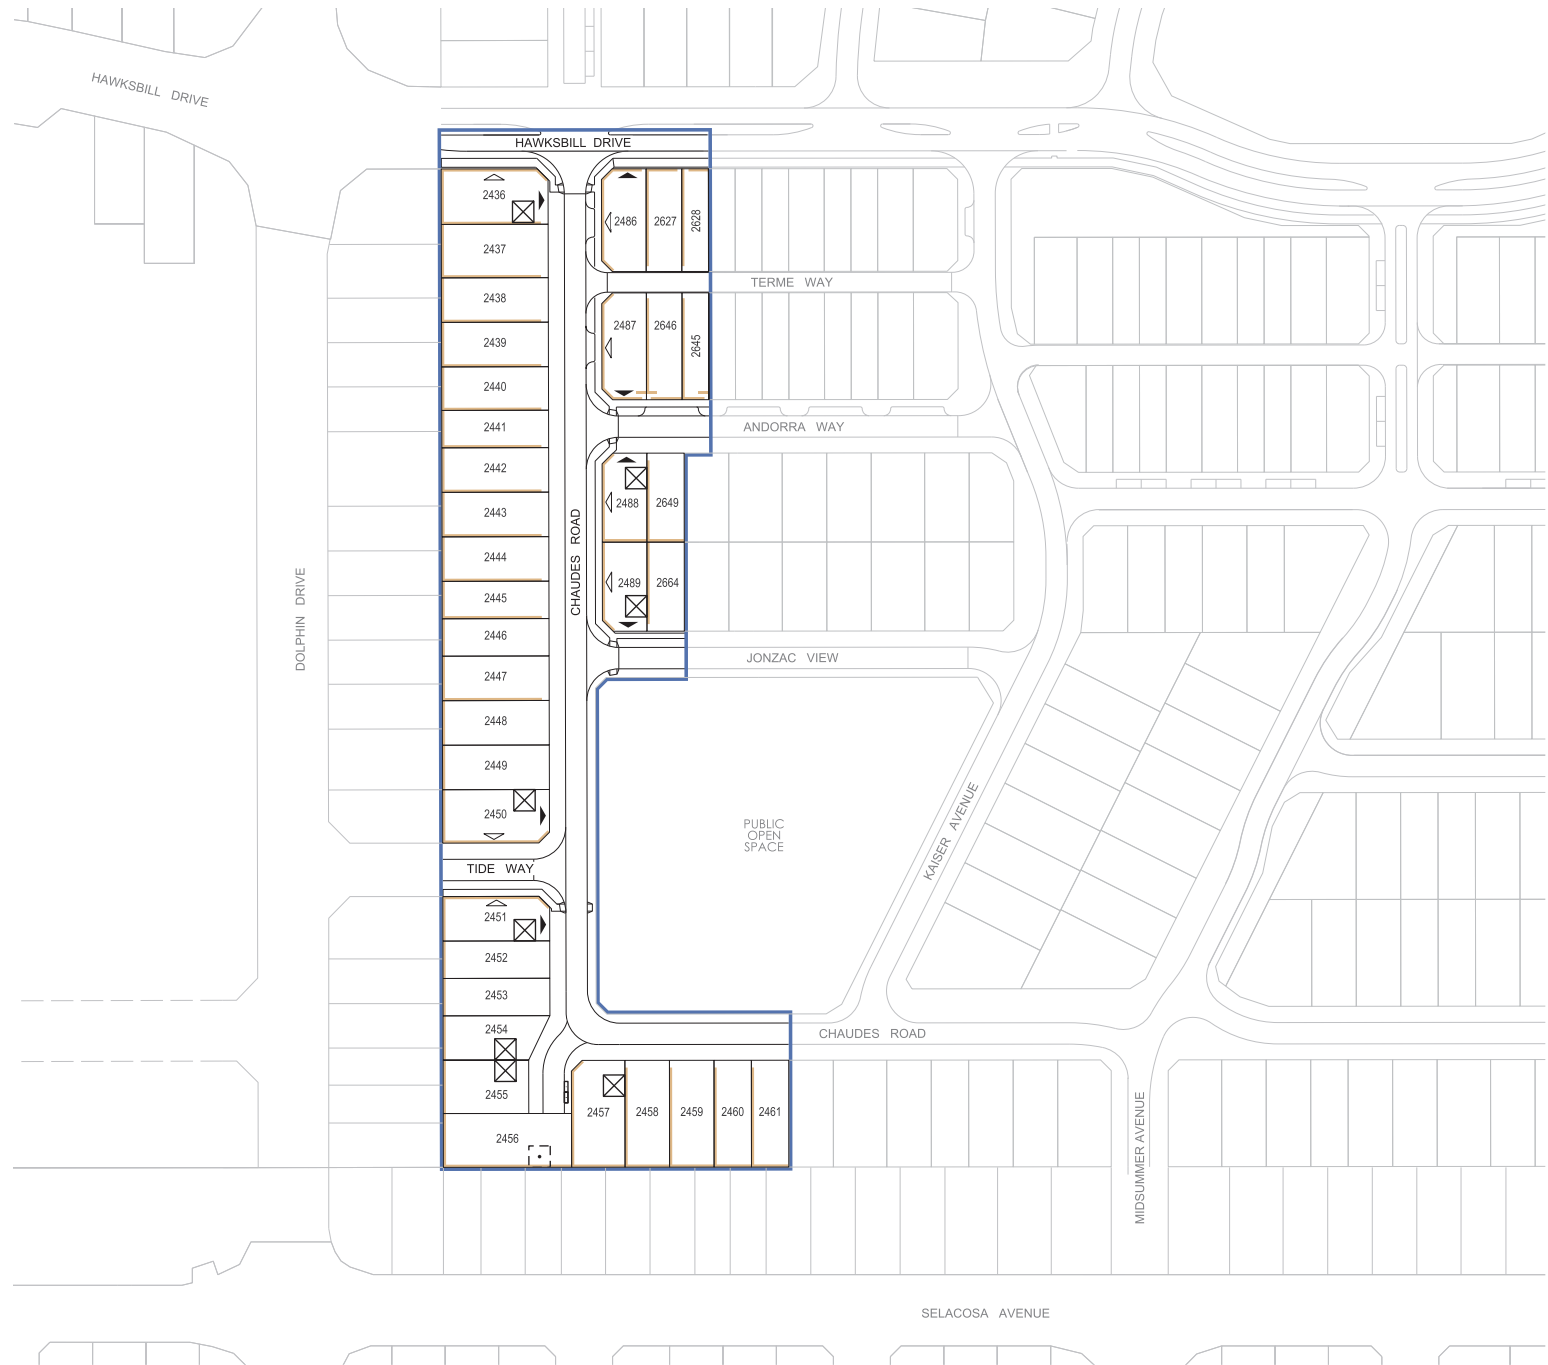 HAWKSBILL DRIVE
HAWKSBILL DRIVE
2436
2486
2627
2628
2437
TERME WAY
2438
2487
2646
2645
2439
2440
2441
ANDORRA WAY
2442
2488
2649
2443
CHAUDES ROAD
2444
2489
2664
DOLPHIN DRIVE
2445
2446
JONZAC VIEW
2447
2448
2449
2450
PUBLIC
OPEN
SPACE
KAISER AVENUE
TIDE WAY
2451
2452
2453
2454
CHAUDES ROAD
2455
2457
2458
2459
2460
2461
2456
MIDSUMMER AVENUE
SELACOSA AVENUE